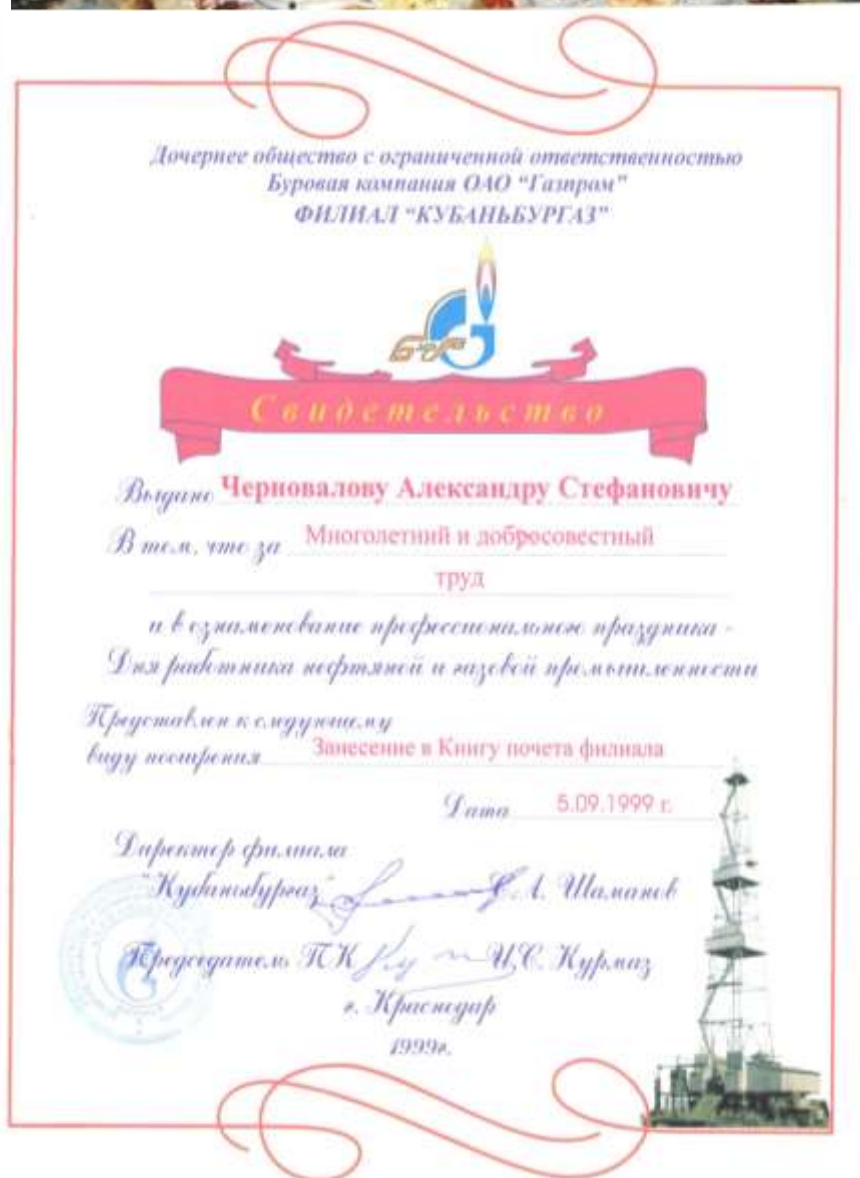 Дочернее общество с ограниченной ответственностью
Буровая компания ОАО "Газпром"
ФИЛИАЛ "КУБАНЬБУРГАЗ"
Свидетельство
Выдано Черновалову Александру Стефановичу
В том, что за Многолетний и добросовестный
труд
и в ознаменование профессионального праздника -
Дня работника нефтяной и газовой промышленности
Представлен к следующему
виду поощрения Занесение в Книгу почета филиала
Дата 5.09.1999 г.
Директор филиала
"Кубаньбургаз" С.А. Шаманов
Председатель ПК И.С. Курмаз
г. Краснодар
1999г.